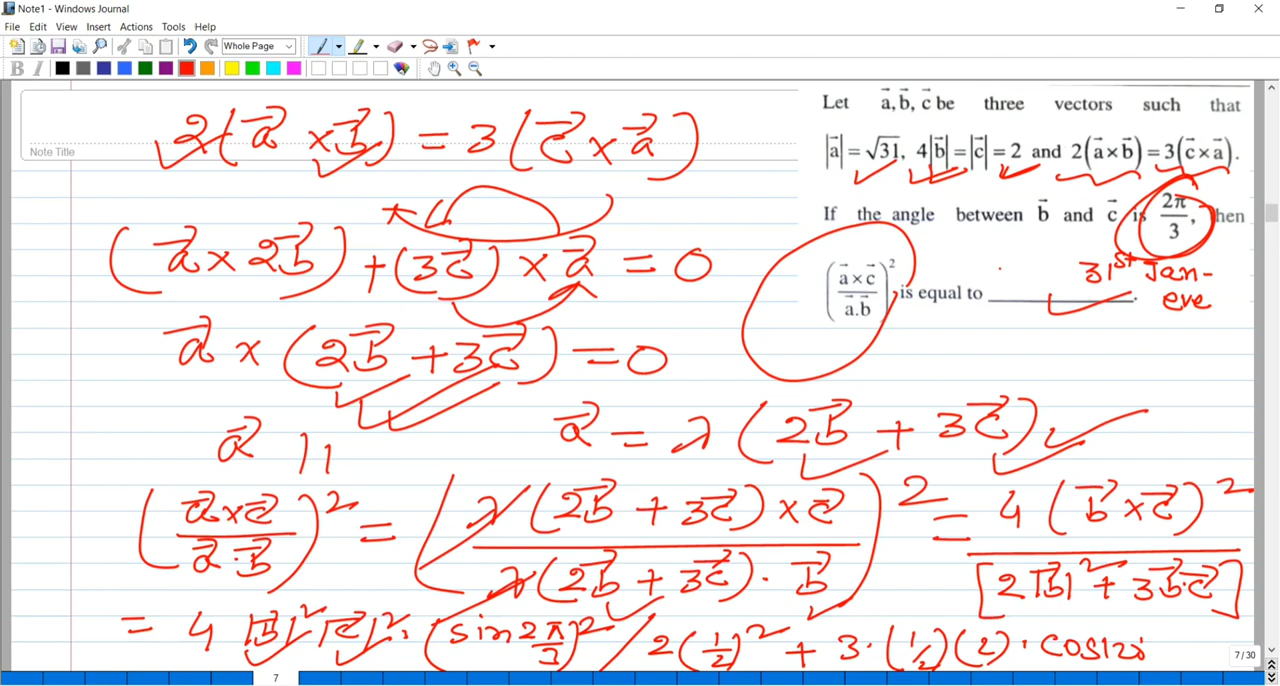 Note1 - Windows Journal
File Edit View Insert Actions Tools Help
Whole Page
B I
Note Title
2(a⃗ × b⃗) = 3(c⃗ × a⃗)
(a⃗ × 2b⃗) + (3c⃗) × a⃗ = 0
a⃗ × (2b⃗ + 3c⃗) = 0
a⃗ || a⃗ = λ(2b⃗ + 3c⃗)
((a⃗×c⃗)/(a⃗·b⃗))² = ((λ(2b⃗ + 3c⃗) × c⃗)/(λ(2b⃗ + 3c⃗) · b⃗))² = 4(b⃗ × c⃗)²/[2|b⃗|² + 3b⃗·c⃗]
= 4 |b⃗|²|c⃗|² · (sin 2π/3)² / 2(1/2)² + 3·(1/2)(2)·cos120
Let a⃗, b⃗, c⃗ be three vectors such that
|a⃗| = √31, 4|b⃗| = |c⃗| = 2 and 2(a⃗×b⃗) = 3(c⃗×a⃗).
If the angle between b⃗ and c⃗ is 2π/3, then
((a⃗×c⃗)/(a⃗.b⃗))², is equal to ________.
31st Jan-
eve
7 / 30
7